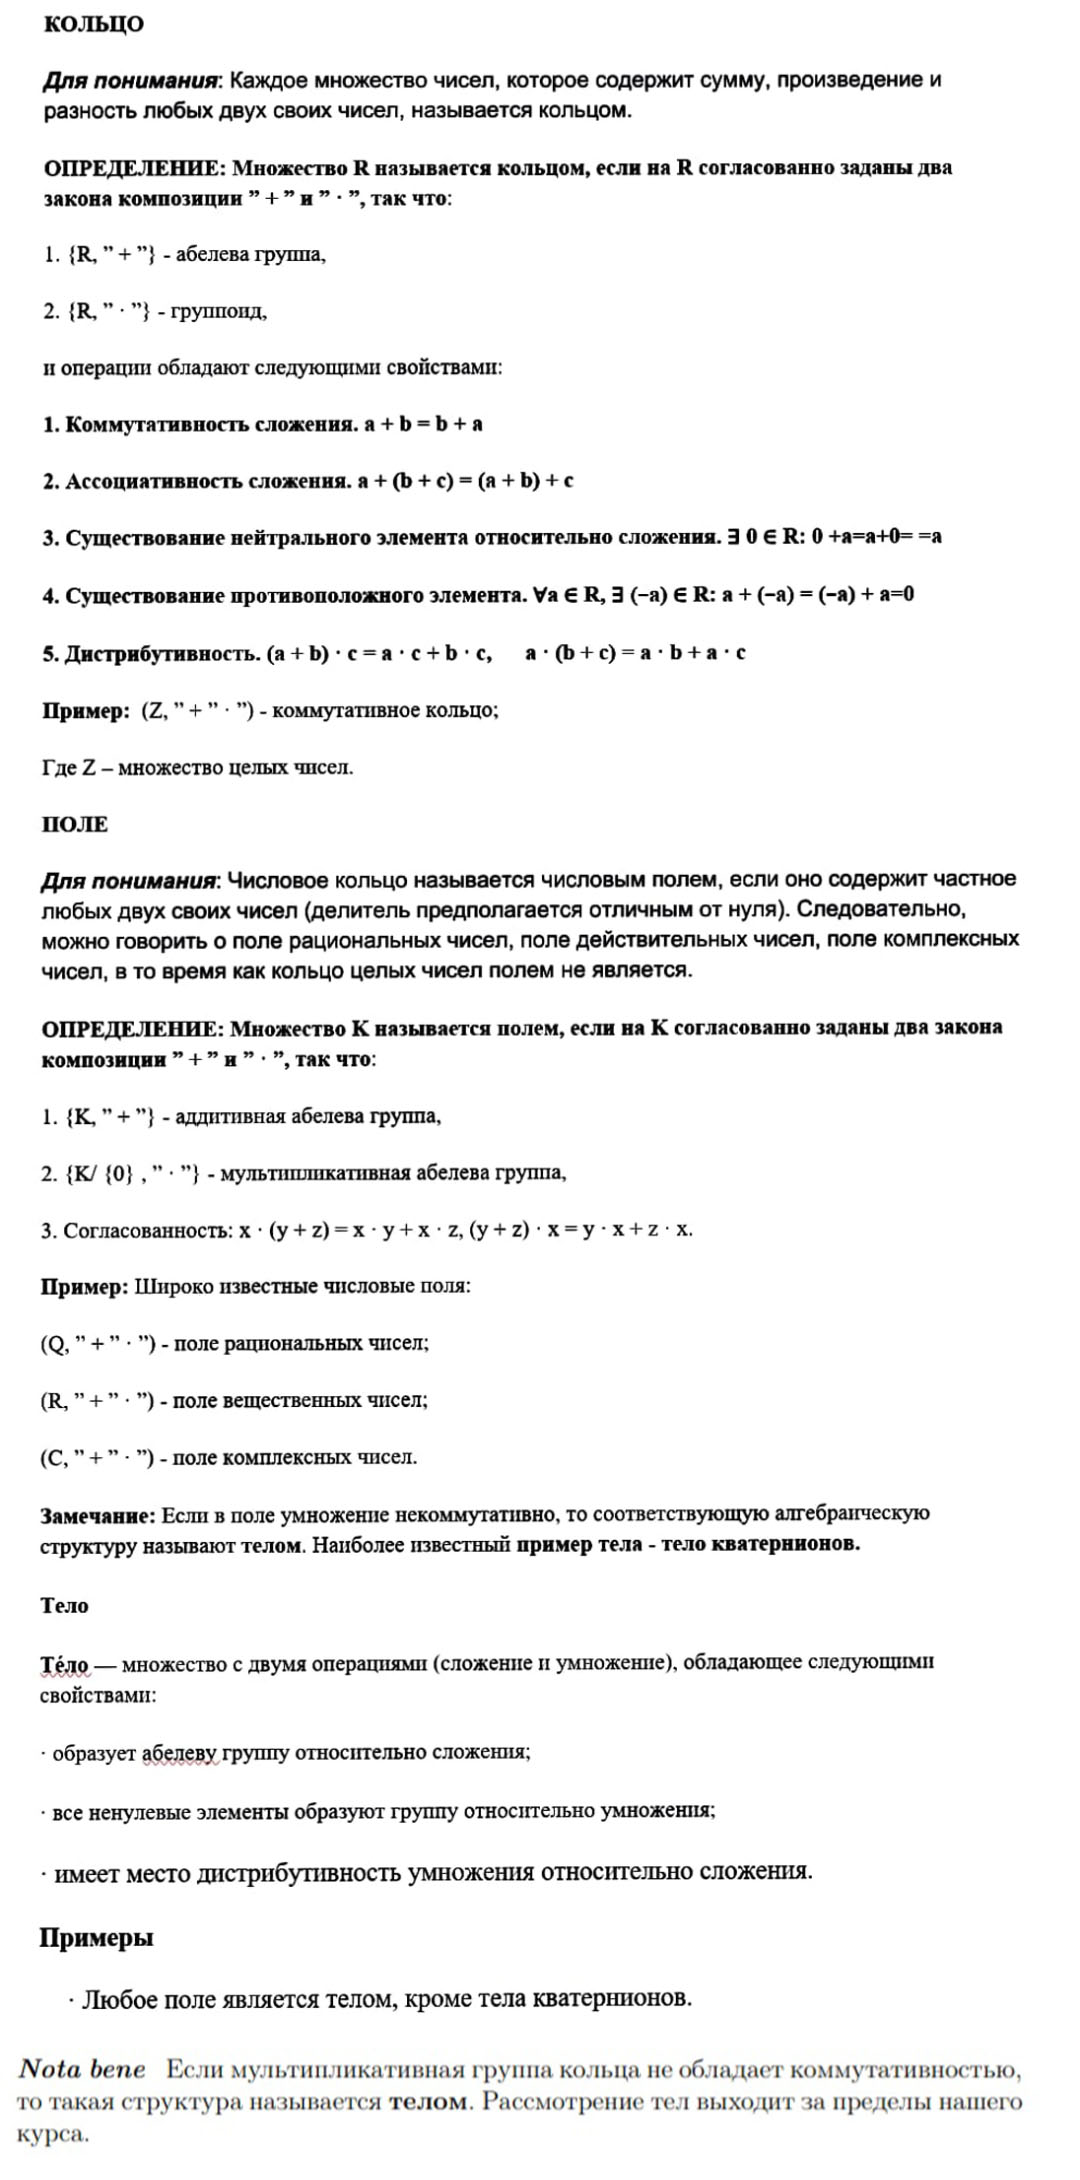 КОЛЬЦО
Для понимания: Каждое множество чисел, которое содержит сумму, произведение и
разность любых двух своих чисел, называется кольцом.
ОПРЕДЕЛЕНИЕ: Множество R называется кольцом, если на R согласованно заданы два
закона композиции ” + ” и ” · ”, так что:
1. {R, ” + ”} - абелева группа,
2. {R, ” · ”} - группоид,
и операции обладают следующими свойствами:
1. Коммутативность сложения. a + b = b + a
2. Ассоциативность сложения. a + (b + c) = (a + b) + c
3. Существование нейтрального элемента относительно сложения. ∃ 0 ∈ R: 0 +a=a+0= =a
4. Существование противоположного элемента. ∀a ∈ R, ∃ (−a) ∈ R: a + (−a) = (−a) + a=0
5. Дистрибутивность. (a + b) · c = a · c + b · c, a · (b + c) = a · b + a · c
Пример: (Z, ” + ” · ”) - коммутативное кольцо;
Где Z – множество целых чисел.
ПОЛЕ
Для понимания: Числовое кольцо называется числовым полем, если оно содержит частное
любых двух своих чисел (делитель предполагается отличным от нуля). Следовательно,
можно говорить о поле рациональных чисел, поле действительных чисел, поле комплексных
чисел, в то время как кольцо целых чисел полем не является.
ОПРЕДЕЛЕНИЕ: Множество K называется полем, если на K согласованно заданы два закона
композиции ” + ” и ” · ”, так что:
1. {K, ” + ”} - аддитивная абелева группа,
2. {K/ {0} , ” · ”} - мультипликативная абелева группа,
3. Согласованность: x · (y + z) = x · y + x · z, (y + z) · x = y · x + z · x.
Пример: Широко известные числовые поля:
(Q, ” + ” · ”) - поле рациональных чисел;
(R, ” + ” · ”) - поле вещественных чисел;
(C, ” + ” · ”) - поле комплексных чисел.
Замечание: Если в поле умножение некоммутативно, то соответствующую алгебраическую
структуру называют телом. Наиболее известный пример тела - тело кватернионов.
Тело
Те́ло — множество с двумя операциями (сложение и умножение), обладающее следующими
свойствами:
· образует абелеву группу относительно сложения;
· все ненулевые элементы образуют группу относительно умножения;
· имеет место дистрибутивность умножения относительно сложения.
Примеры
· Любое поле является телом, кроме тела кватернионов.
Nota bene Если мультипликативная группа кольца не обладает коммутативностью,
то такая структура называется телом. Рассмотрение тел выходит за пределы нашего
курса.